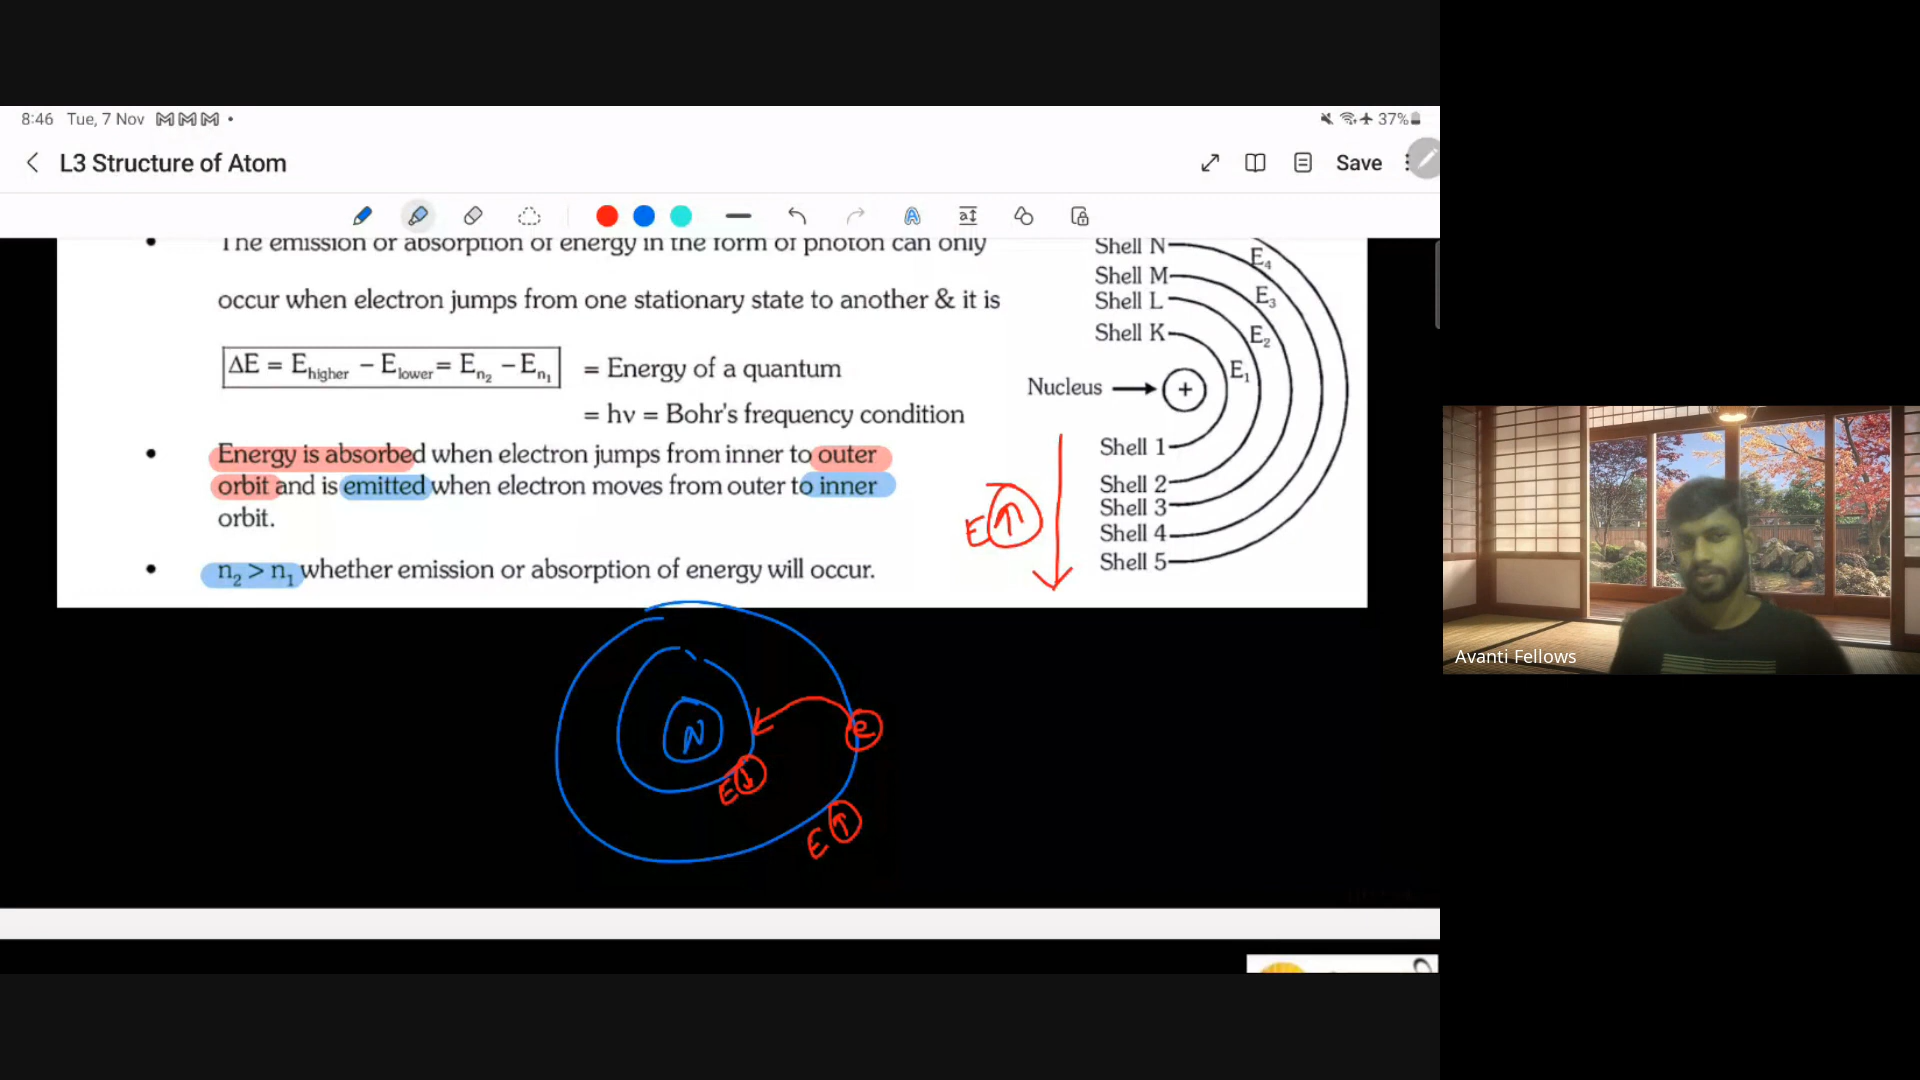 8:46 Tue, 7 Nov
37%
L3 Structure of Atom
Save
The emission or absorption of energy in the form of photon can only
occur when electron jumps from one stationary state to another & it is
ΔE = E_higher − E_lower = E_n₂ − E_n₁ = Energy of a quantum
= hν = Bohr's frequency condition
• Energy is absorbed when electron jumps from inner to outer
orbit and is emitted when electron moves from outer to inner
orbit.
• n₂ > n₁ whether emission or absorption of energy will occur.
Shell N
E₄
Shell M
E₃
Shell L
Shell K
E₂
E₁
Nucleus
+
Shell 1
Shell 2
Shell 3
Shell 4
Shell 5
E↑
N
e
E↓
E↑
Avanti Fellows